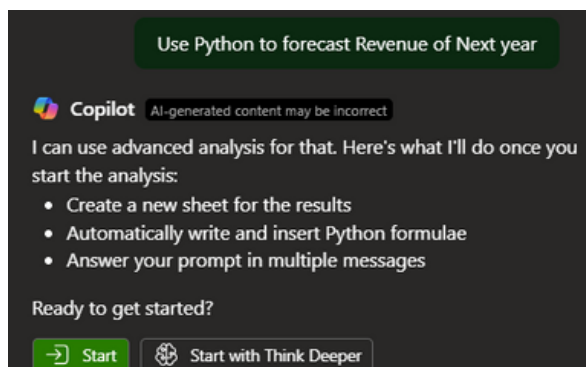 Use Python to forecast Revenue of Next year
Copilot AI-generated content may be incorrect
I can use advanced analysis for that. Here's what I'll do once you
start the analysis:
• Create a new sheet for the results
• Automatically write and insert Python formulae
• Answer your prompt in multiple messages
Ready to get started?
Start Start with Think Deeper